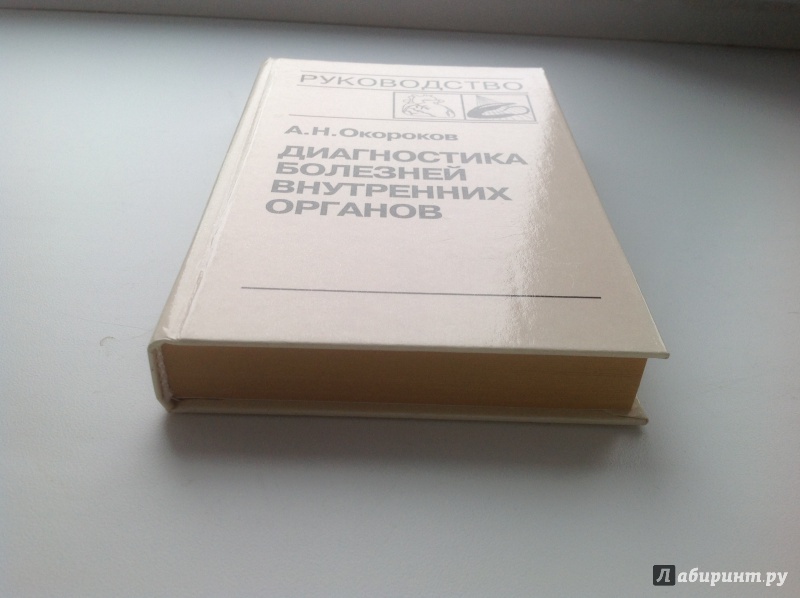 РУКОВОДСТВО
А.Н.Окороков
ДИАГНОСТИКА
БОЛЕЗНЕЙ
ВНУТРЕННИХ
ОРГАНОВ
Лабиринт.ру